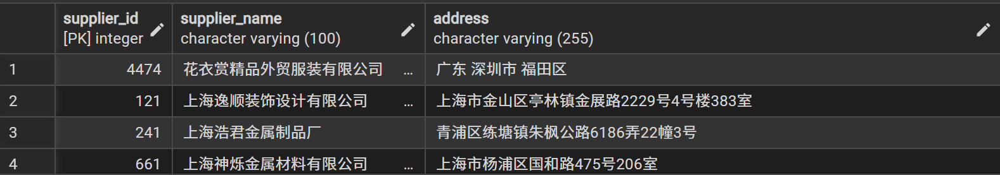 supplier_id supplier_name address
[PK] integer character varying (100) character varying (255)
1 4474 花衣赏精品外贸服装有限公司 ... 广东 深圳市 福田区
2 121 上海逸顺装饰设计有限公司 ... 上海市金山区亭林镇金展路2229号4号楼383室
3 241 上海浩君金属制品厂 青浦区练塘镇朱枫公路6186弄22幢3号
4 661 上海神烁金属材料有限公司 ... 上海市杨浦区国和路475号206室